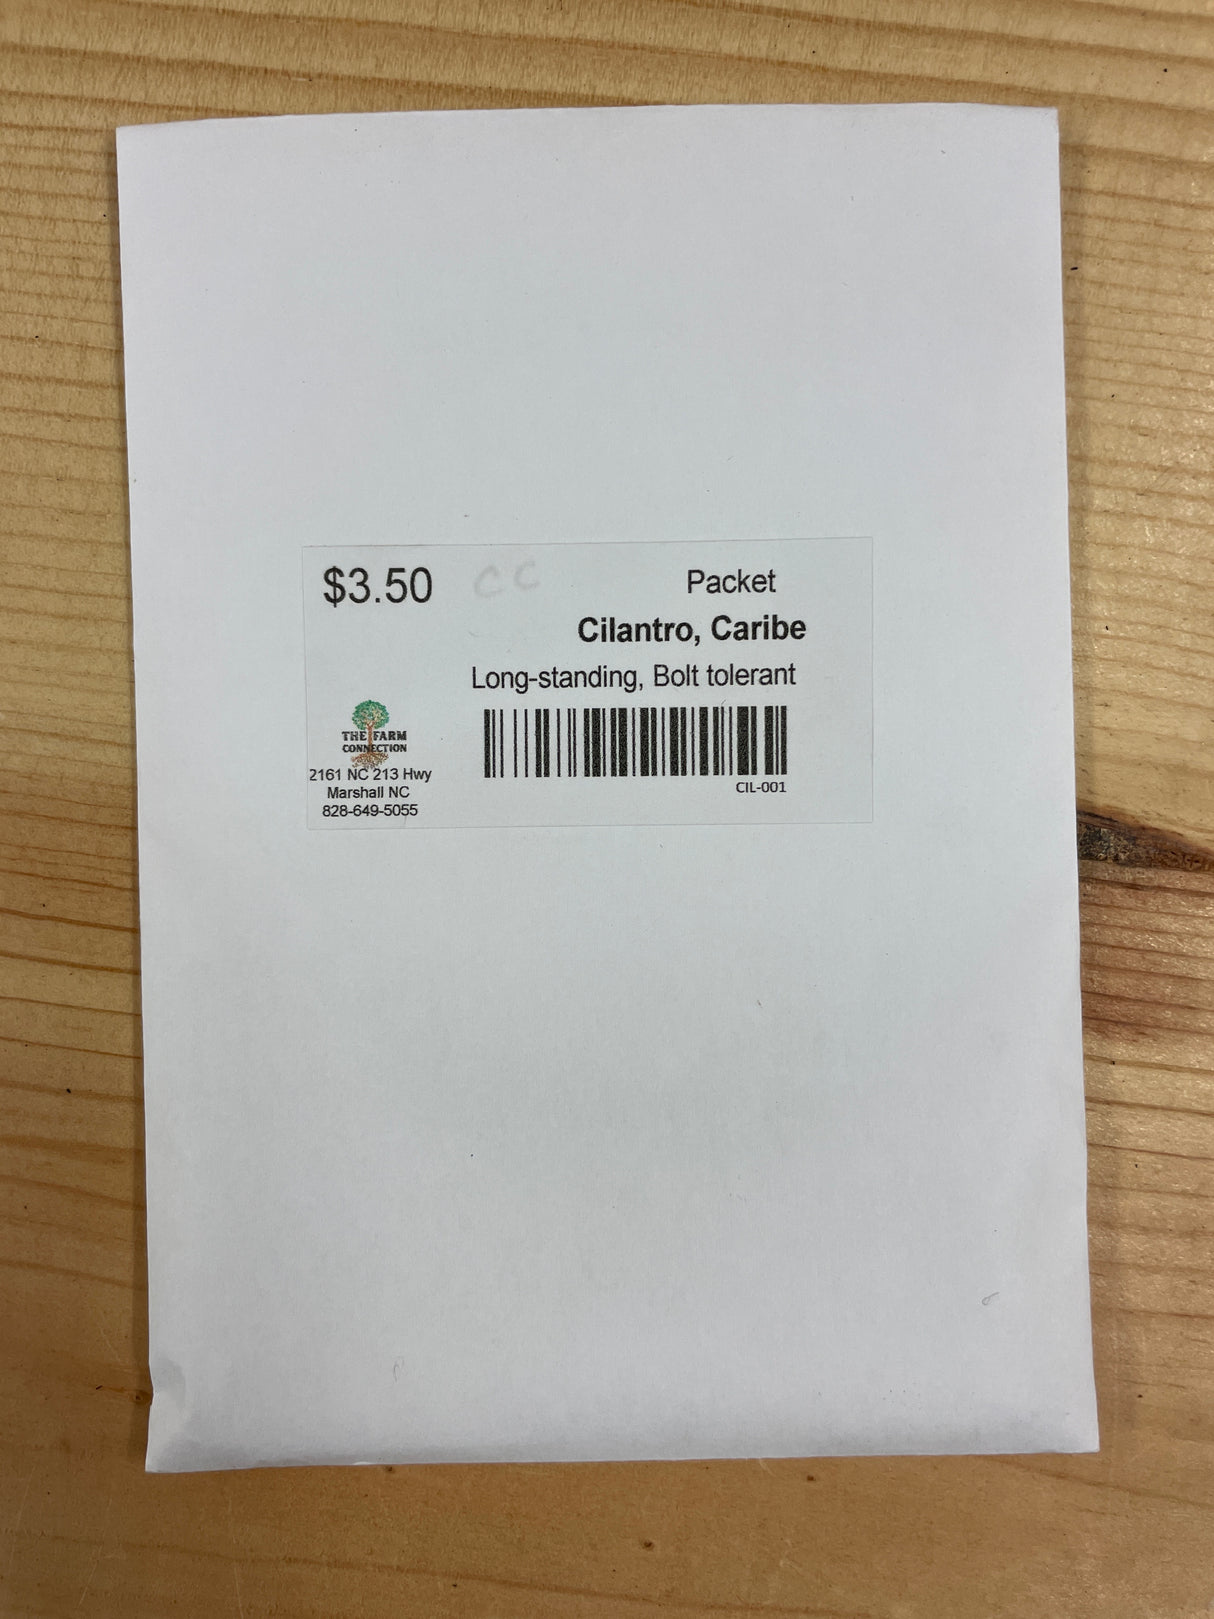 $3.50
CC
Packet
Cilantro, Caribe
Long-standing, Bolt tolerant
THE FARM
CONNECTION
2161 NC 213 Hwy
Marshall NC
828-649-5055
CIL-001